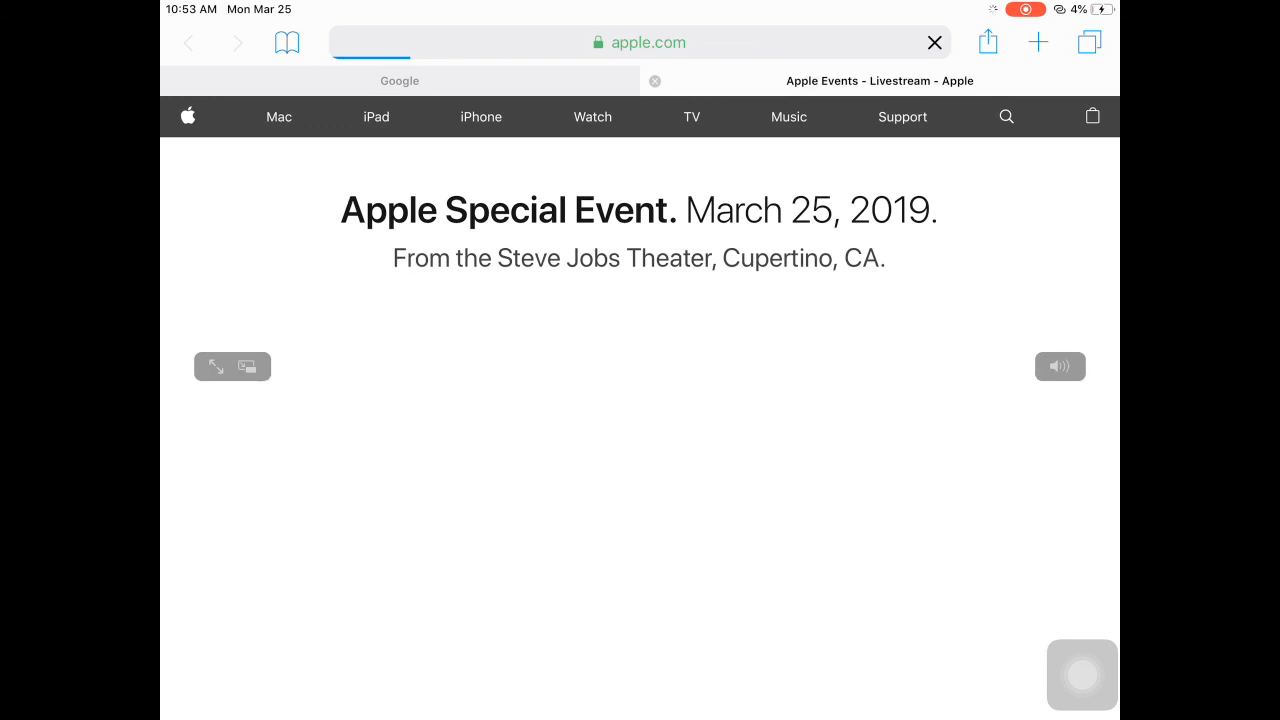 10:53 AM Mon Mar 25 4%
apple.com
Google Apple Events - Livestream - Apple
Mac iPad iPhone Watch TV Music Support
Apple Special Event. March 25, 2019.
From the Steve Jobs Theater, Cupertino, CA.